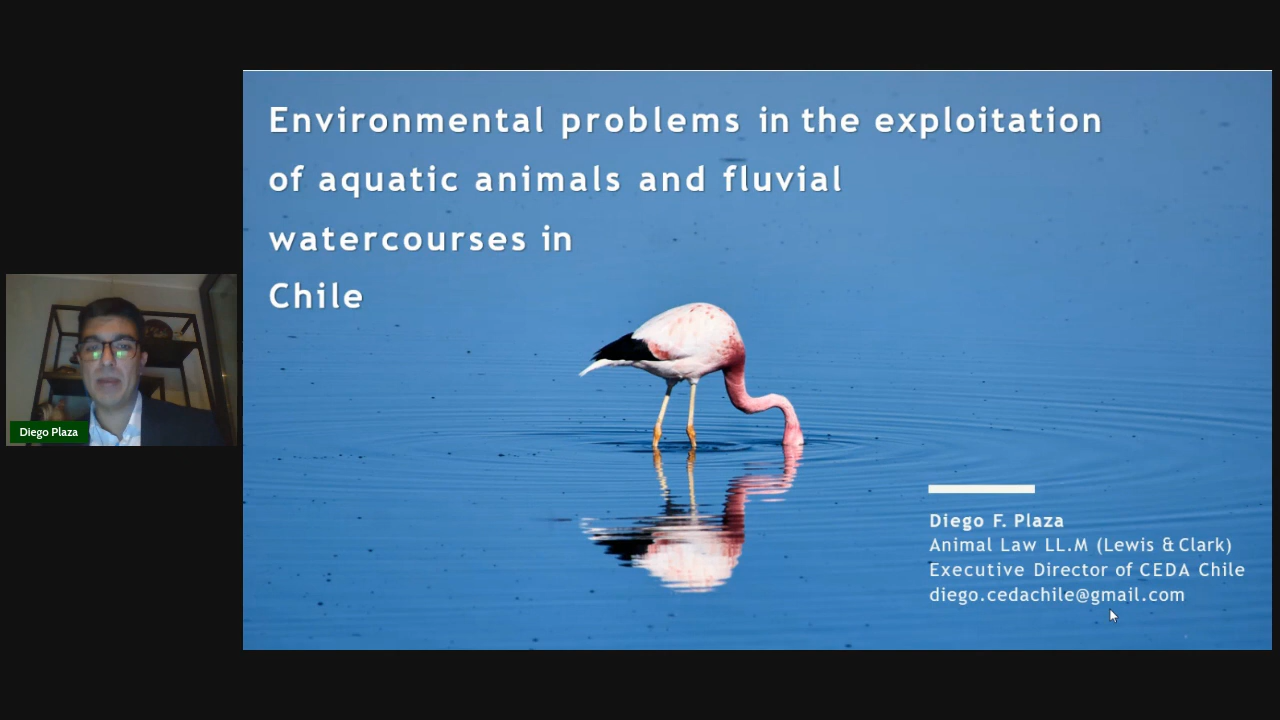 Environmental problems in the exploitation
of aquatic animals and fluvial
watercourses in
Chile
Diego Plaza
Diego F. Plaza
Animal Law LL.M (Lewis & Clark)
Executive Director of CEDA Chile
diego.cedachile@gmail.com